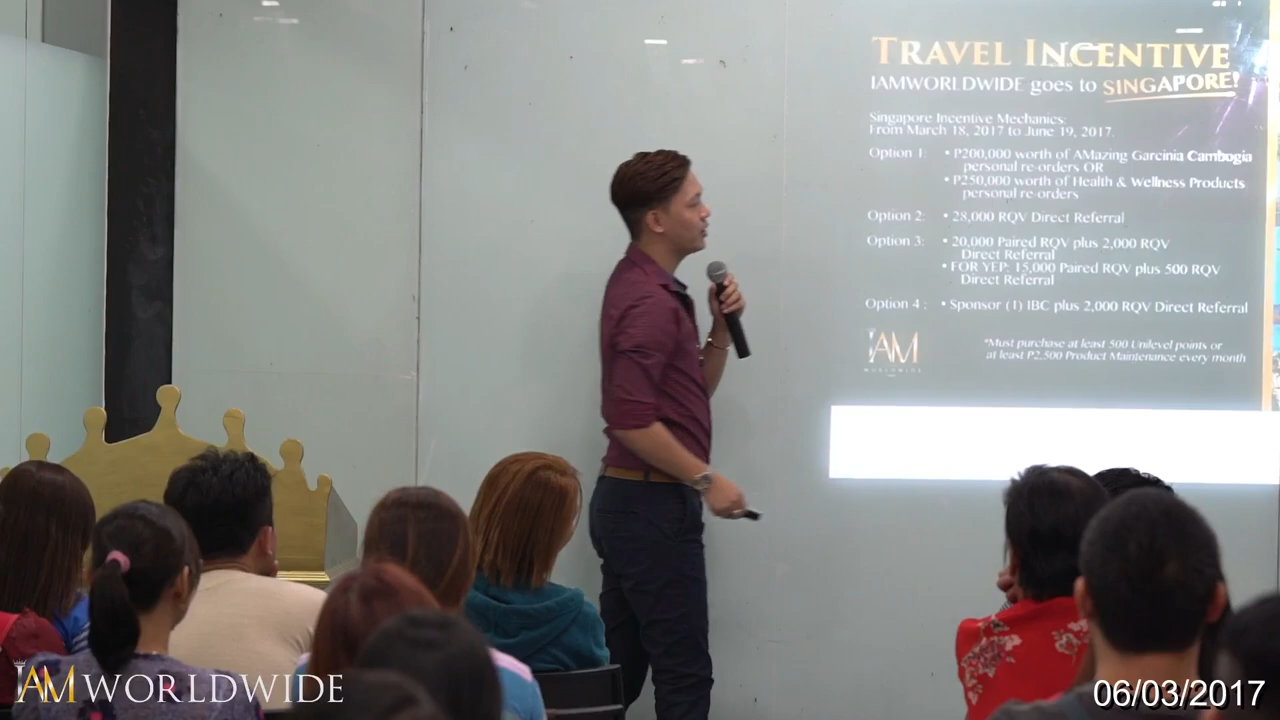 TRAVEL INCENTIVE
IAMWORLDWIDE goes to SINGAPORE!
Singapore Incentive Mechanics:
From March 18, 2017 to June 19, 2017.
Option 1: • P200,000 worth of AMazing Garcinia Cambogia
personal re-orders OR
• P250,000 worth of Health & Wellness Products
personal re-orders
Option 2: • 28,000 RQV Direct Referral
Option 3: • 20,000 Paired RQV plus 2,000 RQV
Direct Referral
• FOR YEP: 15,000 Paired RQV plus 500 RQV
Direct Referral
Option 4 : • Sponsor (1) IBC plus 2,000 RQV Direct Referral
IAM
WORLDWIDE
*Must purchase at least 500 Unilevel points or
at least P2,500 Product Maintenance every month
IAM WORLDWIDE
06/03/2017